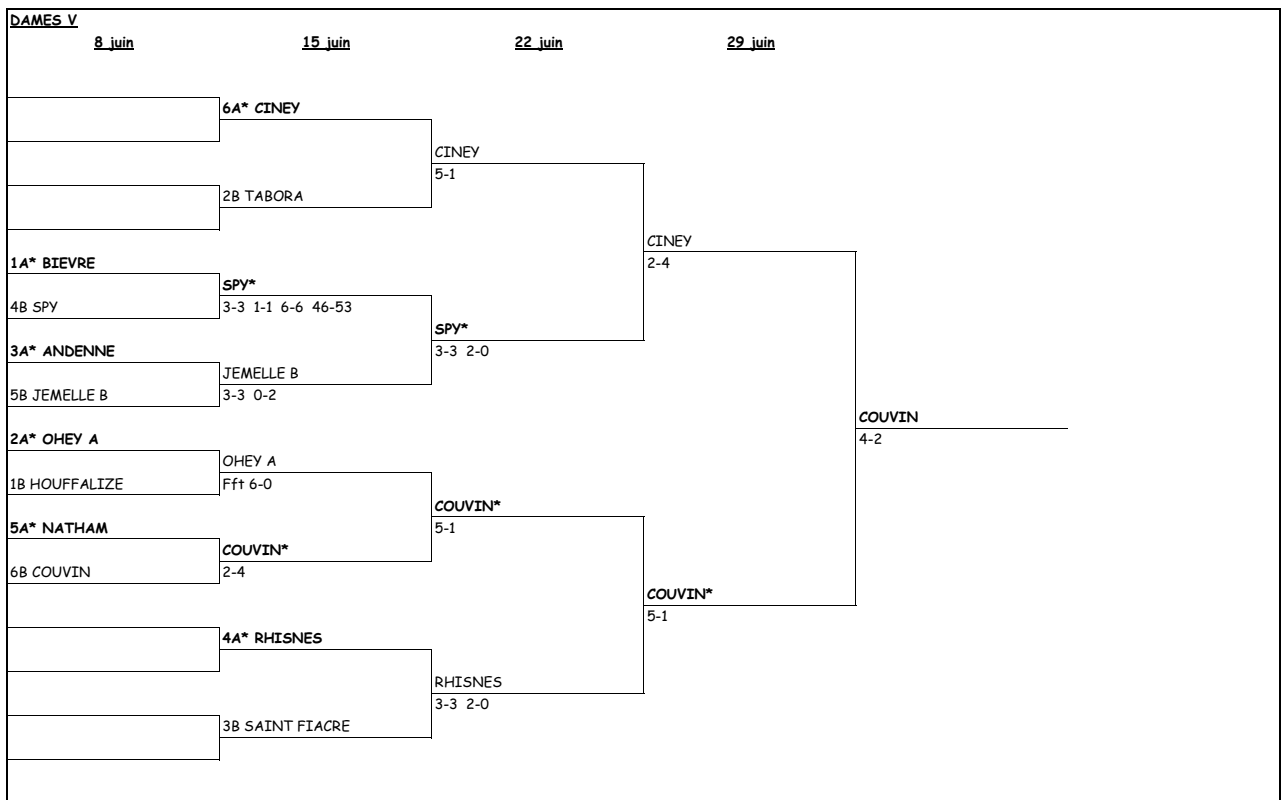 DAMES V
8 juin 15 juin 22 juin 29 juin
6A* CINEY
CINEY
5-1
2B TABORA
CINEY
2-4
1A* BIEVRE
SPY*
4B SPY
3-3 1-1 6-6 46-53
SPY*
3-3 2-0
3A* ANDENNE
JEMELLE B
5B JEMELLE B
3-3 0-2
COUVIN
4-2
2A* OHEY A
OHEY A
1B HOUFFALIZE
Fft 6-0
COUVIN*
5-1
5A* NATHAM
COUVIN*
6B COUVIN
2-4
COUVIN*
5-1
4A* RHISNES
RHISNES
3-3 2-0
3B SAINT FIACRE